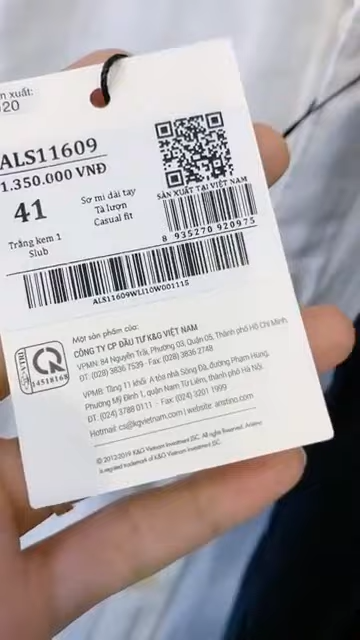 n xuất:
020
ALS11609
1.350.000 VNĐ
41
Sơ mi dài tay
Tà lượn
Casual fit
Trắng kem 1
Slub
SẢN XUẤT TẠI VIỆT NAM
8 935270 920975
ALS11609WLI10W001115
14518168
Một sản phẩm của:
CÔNG TY CP ĐẦU TƯ K&G VIỆT NAM
VPMN: 84 Nguyễn Trãi, Phường 03, Quận 05, Thành phố Hồ Chí Minh
ĐT: (028) 3836 7539 - Fax: (028) 3836 2748
VPMB: Tầng 11 khối A tòa nhà Sông Đà, đường Phạm Hùng,
Phường Mỹ Đình 1, quận Nam Từ Liêm, thành phố Hà Nội.
ĐT: (024) 3788 0111 - Fax: (024) 3201 1999
Hotmail: cs@kgvietnam.com | website: aristino.com
© 2012-2019 K&G Vietnam Investment JSC. All rights Reserved. Aristino
is registed trademark of K&G Vietnam Investment JSC.